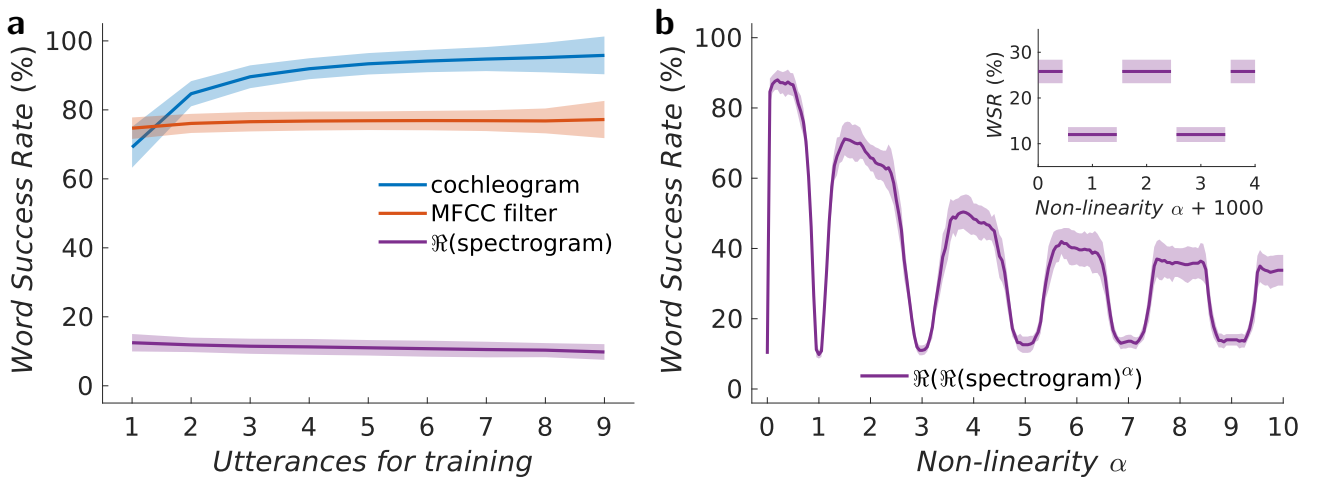 a
Word Success Rate (%)
100
80
60
40
20
0
cochleogram
MFCC filter
ℜ(spectrogram)
1 2 3 4 5 6 7 8 9
Utterances for training
b
Word Success Rate (%)
100
80
60
40
20
0
WSR (%)
30
20
10
0 1 2 3 4
Non-linearity α + 1000
ℜ(ℜ(spectrogram)^α)
0 1 2 3 4 5 6 7 8 9 10
Non-linearity α